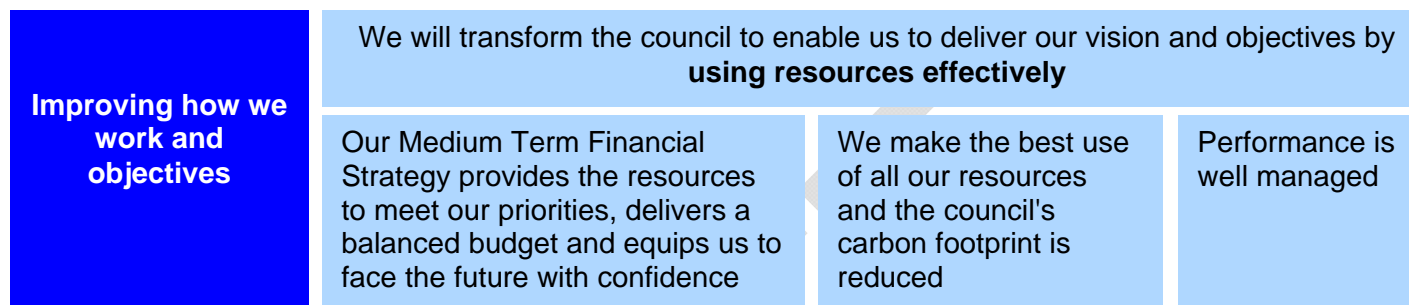 Improving how we
work and
objectives
We will transform the council to enable us to deliver our vision and objectives by
using resources effectively
Our Medium Term Financial
Strategy provides the resources
to meet our priorities, delivers a
balanced budget and equips us to
face the future with confidence
We make the best use
of all our resources
and the council's
carbon footprint is
reduced
Performance is
well managed